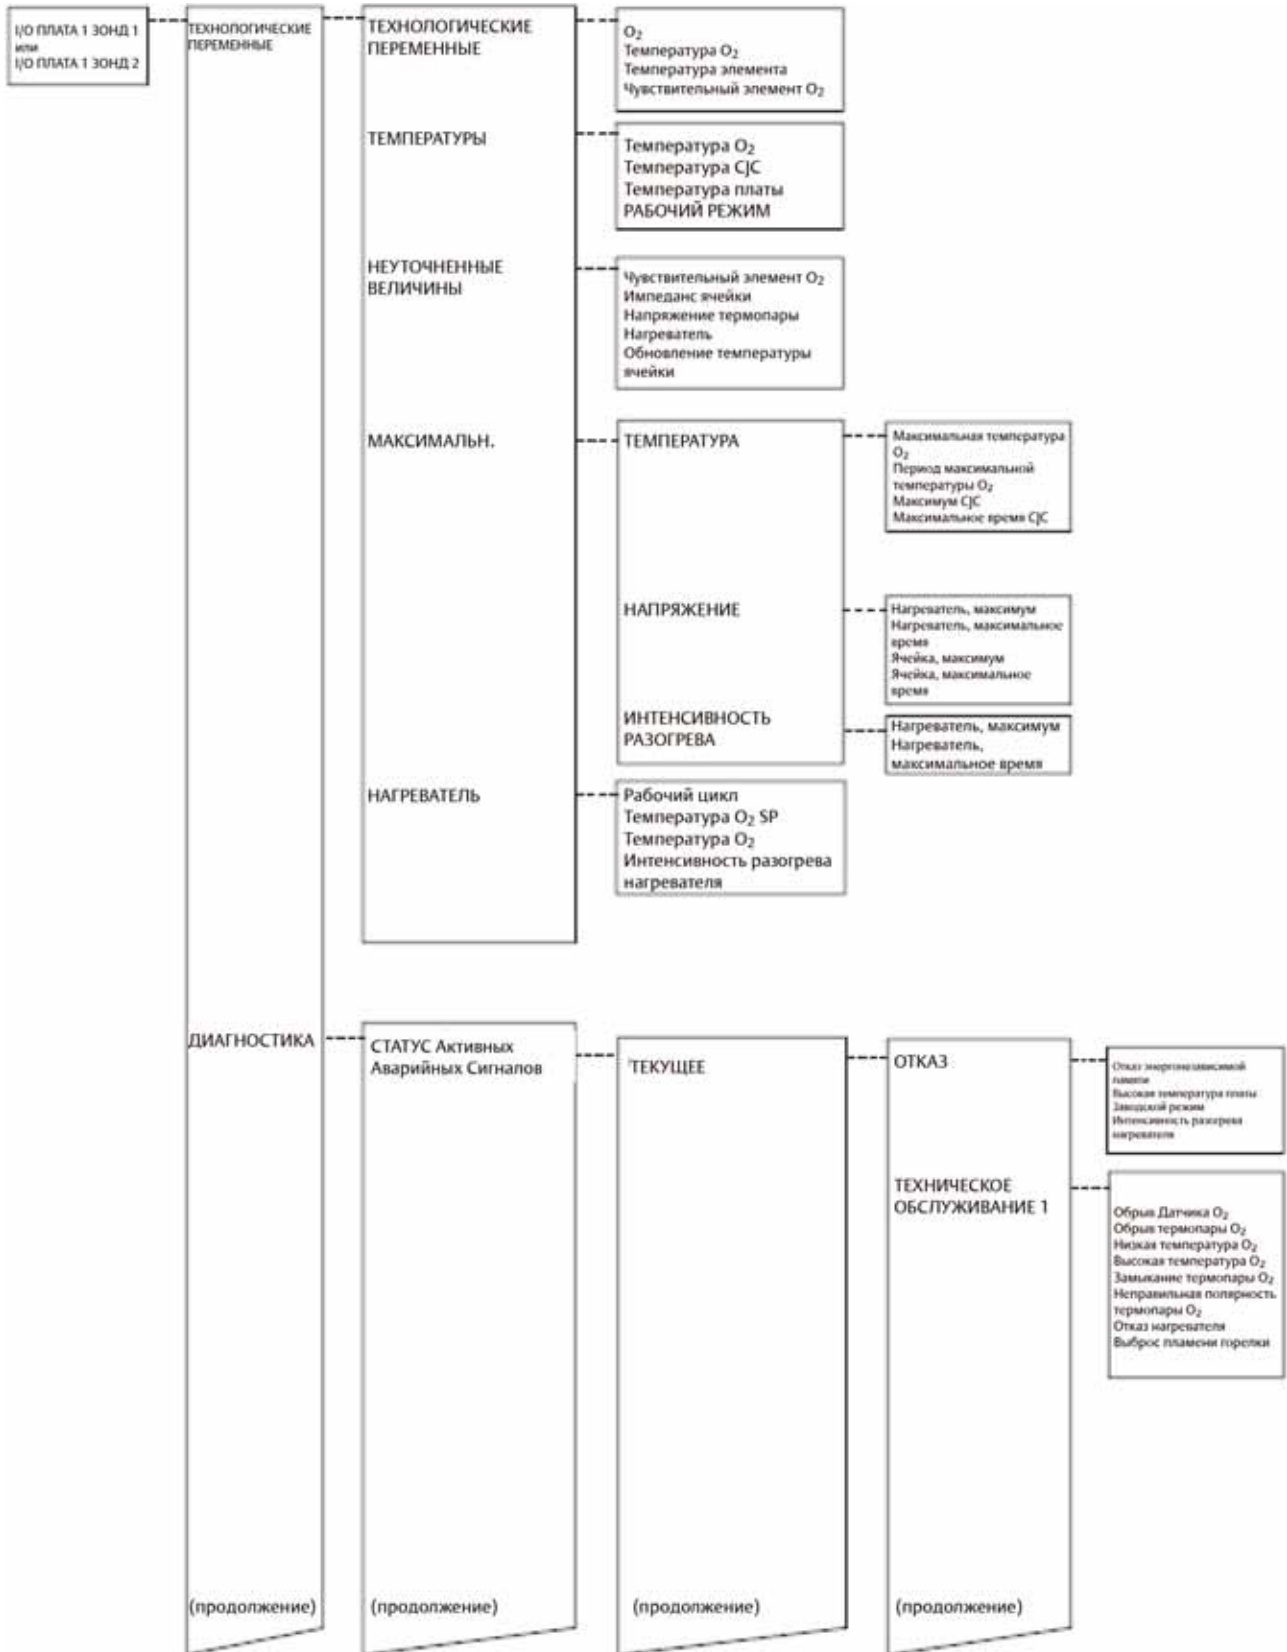 I/O ПЛАТА 1 ЗОНД 1
или
I/O ПЛАТА 1 ЗОНД 2
ТЕХНОЛОГИЧЕСКИЕ
ПЕРЕМЕННЫЕ
ТЕХНОЛОГИЧЕСКИЕ
ПЕРЕМЕННЫЕ
O₂
Температура O₂
Температура элемента
Чувствительный элемент O₂
ТЕМПЕРАТУРЫ
Температура O₂
Температура CJC
Температура платы
РАБОЧИЙ РЕЖИМ
НЕУТОЧНЕННЫЕ
ВЕЛИЧИНЫ
Чувствительный элемент O₂
Импеданс ячейки
Напряжение термопары
Нагреватель
Обновление температуры
ячейки
МАКСИМАЛЬН.
ТЕМПЕРАТУРА
Максимальная температура
O₂
Период максимальной
температуры O₂
Максимум CJC
Максимальное время CJC
НАПРЯЖЕНИЕ
Нагреватель, максимум
Нагреватель, максимальное
время
Ячейка, максимум
Ячейка, максимальное
время
ИНТЕНСИВНОСТЬ
РАЗОГРЕВА
Нагреватель, максимум
Нагреватель,
максимальное время
НАГРЕВАТЕЛЬ
Рабочий цикл
Температура O₂ SP
Температура O₂
Интенсивность разогрева
нагревателя
ДИАГНОСТИКА
СТАТУС Активных
Аварийных Сигналов
ТЕКУЩЕЕ
ОТКАЗ
Отказ энергонезависимой
памяти
Высокая температура платы
Заводской режим
Интенсивность разогрева
нагревателя
ТЕХНИЧЕСКОЕ
ОБСЛУЖИВАНИЕ 1
Обрыв Датчика O₂
Обрыв термопары O₂
Низкая температура O₂
Высокая температура O₂
Замыкание термопары O₂
Неправильная полярность
термопары O₂
Отказ нагревателя
Выброс пламени горелки
(продолжение)
(продолжение)
(продолжение)
(продолжение)